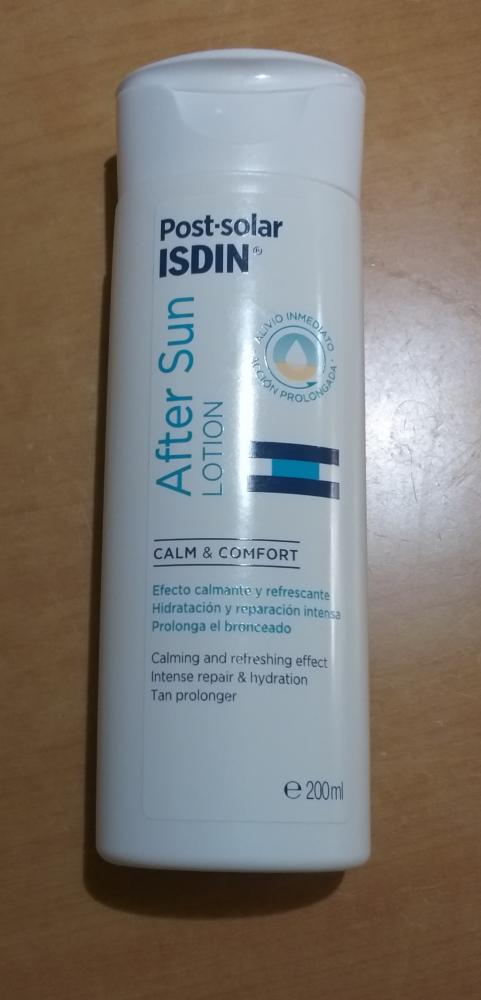 Post-solar
ISDIN®
After Sun
LOTION
ALIVIO INMEDIATO
ACCIÓN PROLONGADA
CALM & COMFORT
Efecto calmante y refrescante
Hidratación y reparación intensa
Prolonga el bronceado
Calming and refreshing effect
Intense repair & hydration
Tan prolonger
℮ 200ml